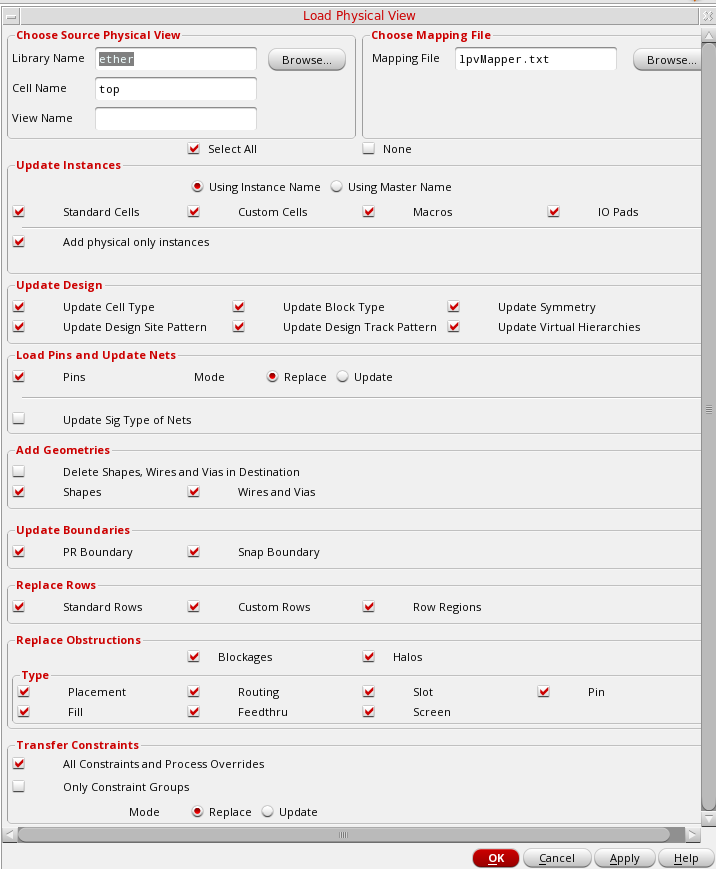 Load Physical View
Choose Source Physical View
Library Name ether Browse...
Cell Name top
View Name
Choose Mapping File
Mapping File lpvMapper.txt Browse...
Select All None
Update Instances
Using Instance Name Using Master Name
Standard Cells Custom Cells Macros IO Pads
Add physical only instances
Update Design
Update Cell Type Update Block Type Update Symmetry
Update Design Site Pattern Update Design Track Pattern Update Virtual Hierarchies
Load Pins and Update Nets
Pins Mode Replace Update
Update Sig Type of Nets
Add Geometries
Delete Shapes, Wires and Vias in Destination
Shapes Wires and Vias
Update Boundaries
PR Boundary Snap Boundary
Replace Rows
Standard Rows Custom Rows Row Regions
Replace Obstructions
Blockages Halos
Type
Placement Routing Slot Pin
Fill Feedthru Screen
Transfer Constraints
All Constraints and Process Overrides
Only Constraint Groups
Mode Replace Update
OK Cancel Apply Help